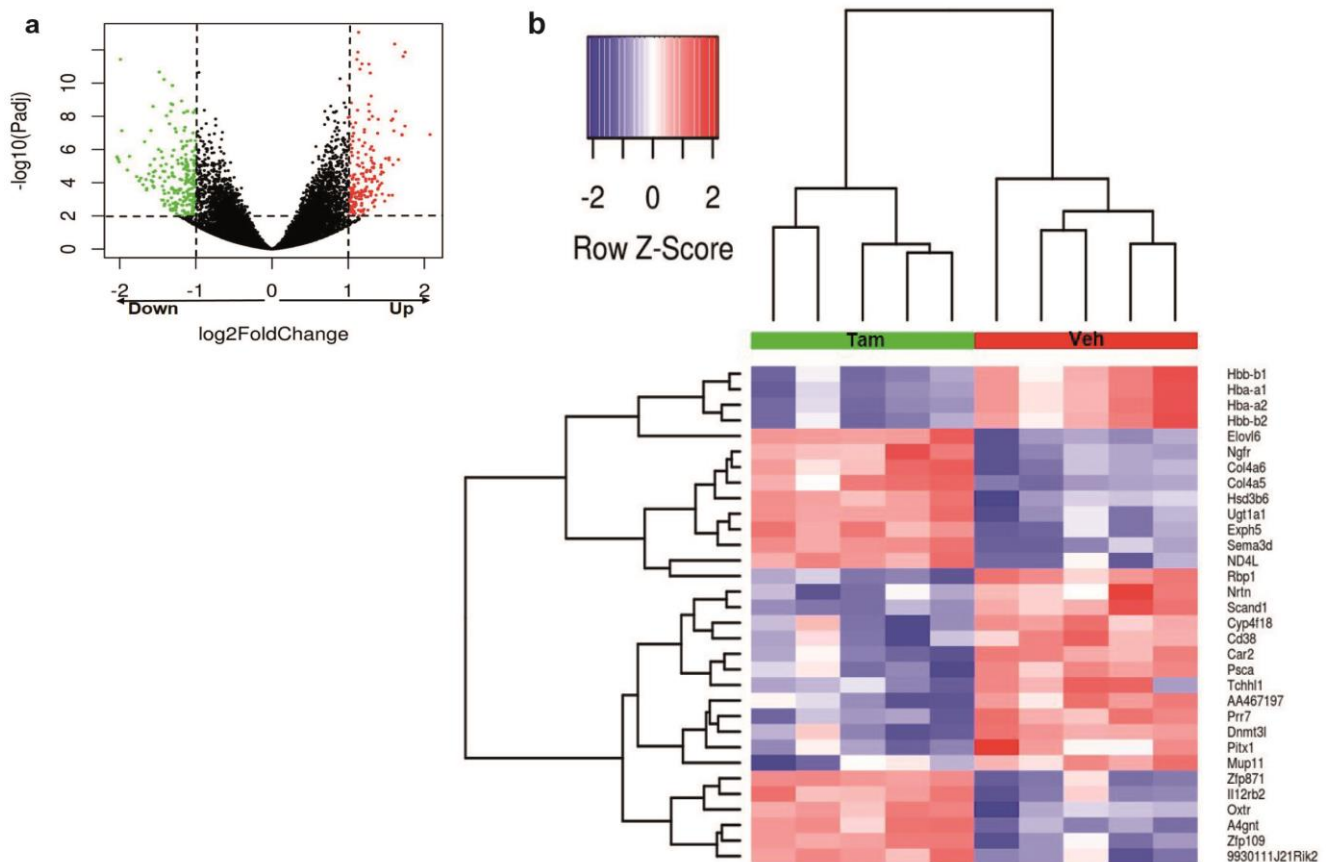 a
-log10(Padj)
10
8
6
4
2
0
-2 -1 0 1 2
Down Up
log2FoldChange
b
-2 0 2
Row Z-Score
Tam Veh
Hbb-b1
Hba-a1
Hba-a2
Hbb-b2
Elovl6
Ngfr
Col4a6
Col4a5
Hsd3b6
Ugt1a1
Exph5
Sema3d
ND4L
Rbp1
Nrtn
Scand1
Cyp4f18
Cd38
Car2
Psca
Tchhl1
AA467197
Prr7
Dnmt3l
Pitx1
Mup11
Zfp871
Il12rb2
Oxtr
A4gnt
Zfp109
9930111J21Rik2